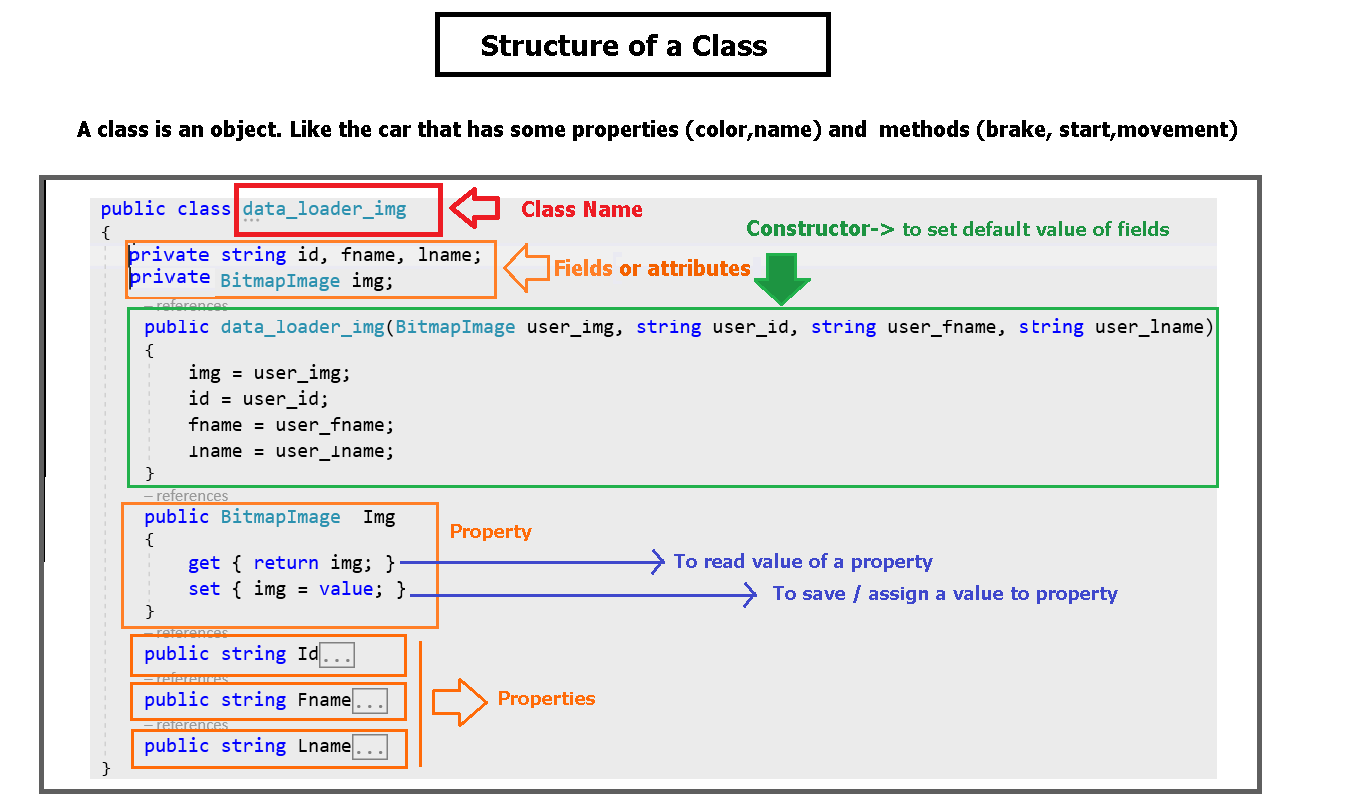 Structure of a Class
A class is an object. Like the car that has some properties (color,name) and  methods (brake, start,movement)
public class data_loader_img
Class Name
{
Constructor-> to set default value of fields
private string id, fname, lname;
Fields or attributes
private BitmapImage img;
– references
public data_loader_img(BitmapImage user_img, string user_id, string user_fname, string user_lname)
{
img = user_img;
id = user_id;
fname = user_fname;
lname = user_lname;
}
– references
public BitmapImage  Img
Property
{
get { return img; }
To read value of a property
set { img = value; }
To save / assign a value to property
}
– references
public string Id...
– references
public string Fname...
Properties
– references
public string Lname...
}